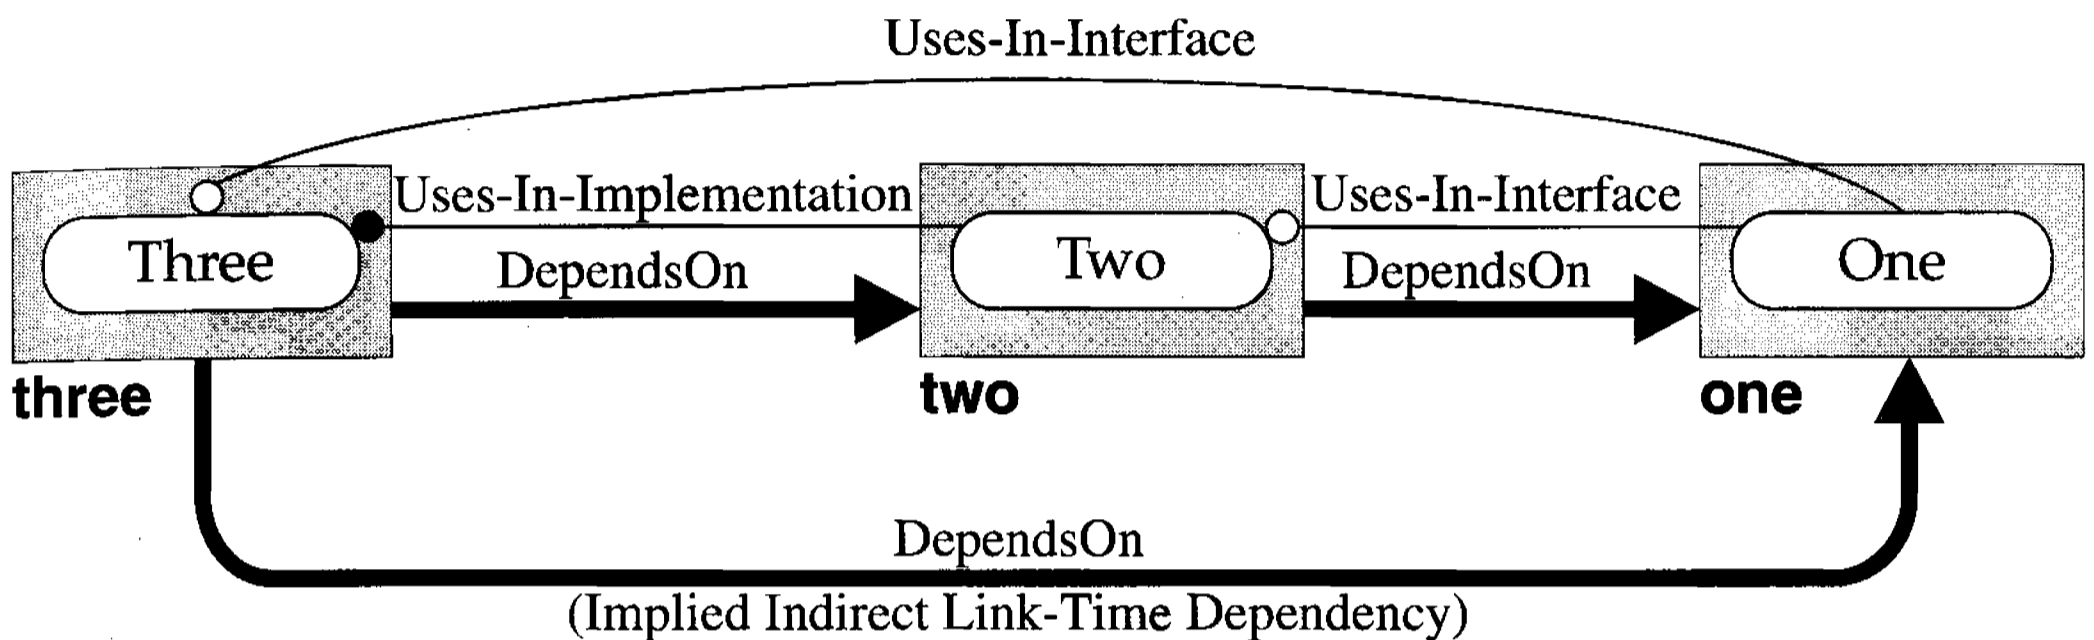 Uses-In-Interface
Uses-In-Implementation
Uses-In-Interface
Three
Two
One
DependsOn
DependsOn
three
two
one
DependsOn
(Implied Indirect Link-Time Dependency)